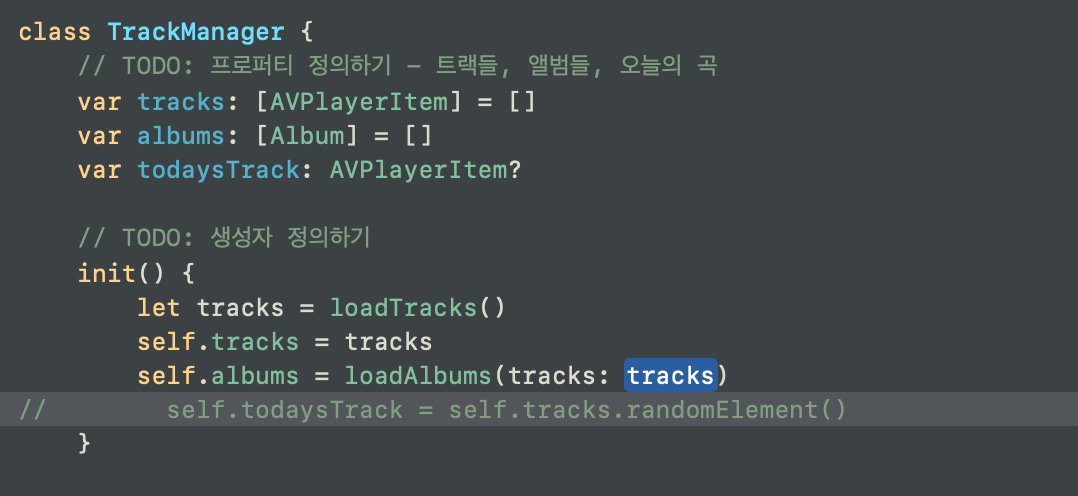 class TrackManager {
    // TODO: 프로퍼티 정의하기 - 트랙들, 앨범들, 오늘의 곡
    var tracks: [AVPlayerItem] = []
    var albums: [Album] = []
    var todaysTrack: AVPlayerItem?

    // TODO: 생성자 정의하기
    init() {
        let tracks = loadTracks()
        self.tracks = tracks
        self.albums = loadAlbums(tracks: tracks)
//        self.todaysTrack = self.tracks.randomElement()
    }